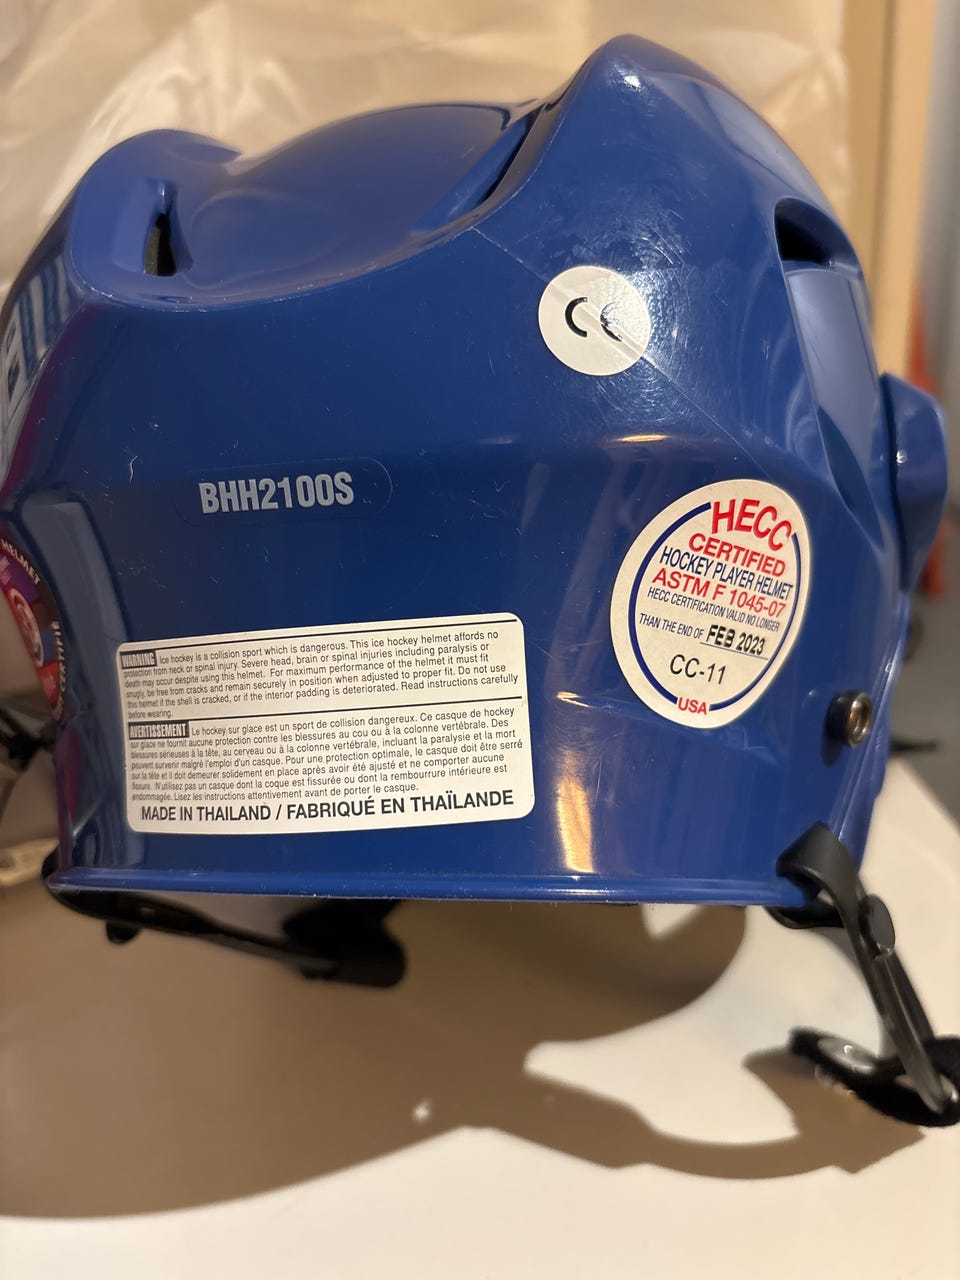 CE
BHH2100S
HECC
CERTIFIED
HOCKEY PLAYER HELMET
ASTM F 1045-07
HECC CERTIFICATION VALID NO LONGER
THAN THE END OF FEB 2023
CC-11
USA
HELMET
WARNING Ice hockey is a collision sport which is dangerous. This ice hockey helmet affords no
protection from neck or spinal injury. Severe head, brain or spinal injuries including paralysis or
death may occur despite using this helmet. For maximum performance of the helmet it must fit
snugly, be free from cracks and remain securely in position when adjusted to proper fit. Do not use
this helmet if the shell is cracked, or if the interior padding is deteriorated. Read instructions carefully
before wearing.
AVERTISSEMENT Le hockey sur glace est un sport de collision dangereux. Ce casque de hockey
sur glace ne fournit aucune protection contre les blessures au cou ou à la colonne vertébrale. Des
blessures sérieuses à la tête, au cerveau ou à la colonne vertébrale, incluant la paralysie et la mort
peuvent survenir malgré l'emploi d'un casque. Pour une protection optimale, le casque doit être serré
sur la tête et il doit demeurer solidement en place après avoir été ajusté et ne comporter aucune
fissure. N'utilisez pas un casque dont la coque est fissurée ou dont la rembourrure intérieure est
endommagée. Lisez les instructions attentivement avant de porter le casque.
MADE IN THAILAND / FABRIQUÉ EN THAÏLANDE